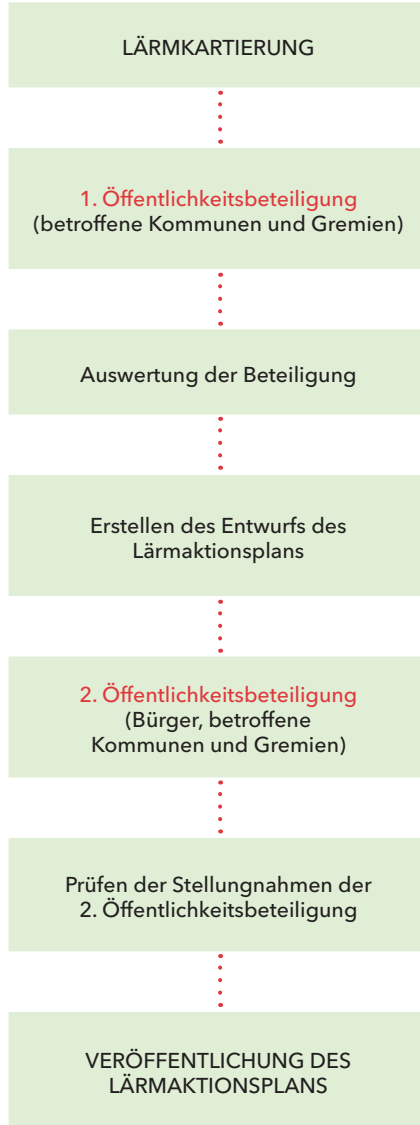 LÄRMKARTIERUNG
1. Öffentlichkeitsbeteiligung
(betroffene Kommunen und Gremien)
Auswertung der Beteiligung
Erstellen des Entwurfs des
Lärmaktionsplans
2. Öffentlichkeitsbeteiligung
(Bürger, betroffene
Kommunen und Gremien)
Prüfen der Stellungnahmen der
2. Öffentlichkeitsbeteiligung
VERÖFFENTLICHUNG DES
LÄRMAKTIONSPLANS